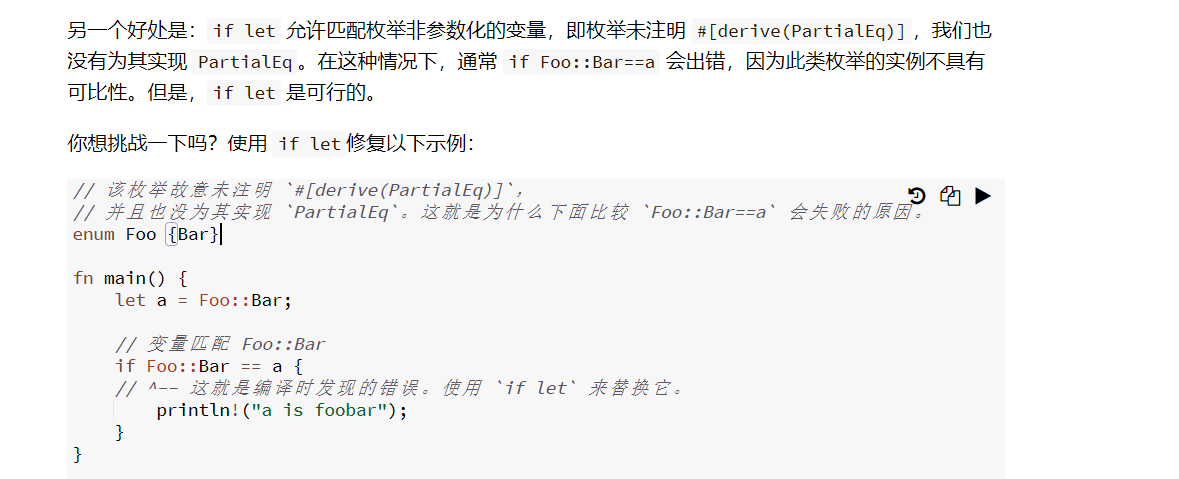 另一个好处是：if let 允许匹配枚举非参数化的变量，即枚举未注明 #[derive(PartialEq)]，我们也
没有为其实现 PartialEq。在这种情况下，通常 if Foo::Bar==a 会出错，因为此类枚举的实例不具有
可比性。但是，if let 是可行的。
你想挑战一下吗？使用 if let修复以下示例：
// 该枚举故意未注明 `#[derive(PartialEq)]`，
// 并且也没为其实现 `PartialEq`。这就是为什么下面比较 `Foo::Bar==a` 会失败的原因。
enum Foo {Bar}
fn main() {
    let a = Foo::Bar;
    // 变量匹配 Foo::Bar
    if Foo::Bar == a {
    // ^-- 这就是编译时发现的错误。使用 `if let` 来替换它。
        println!("a is foobar");
    }
}